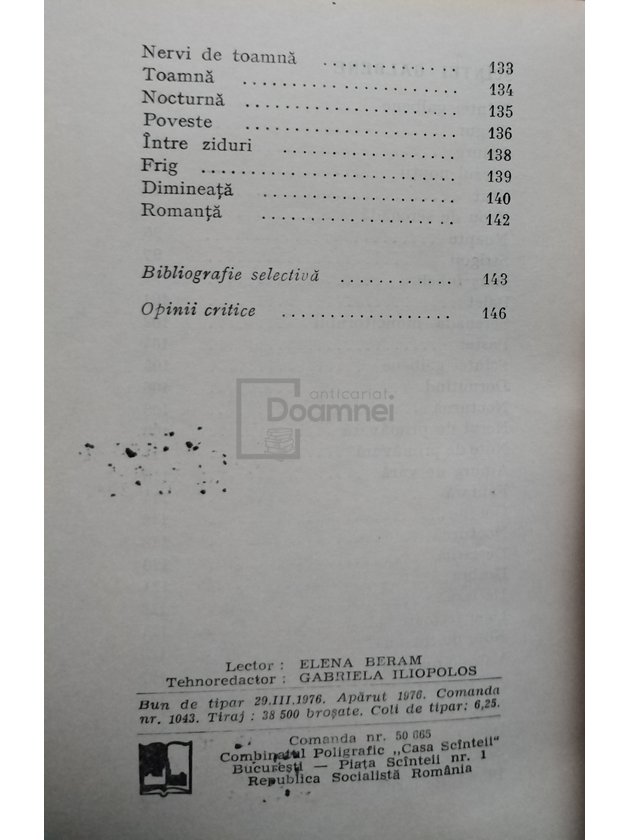 Nervi de toamnă ............. 133
Toamnă ..................... 134
Nocturnă .................... 135
Poveste .................... 136
Între ziduri ................ 138
Frig ........................ 139
Dimineață .................. 140
Romanță .................. 142
Bibliografie selectivă ............ 143
Opinii critice ................ 146
anticariat
Doamnei
Lector : ELENA BERAM
Tehnoredactor : GABRIELA ILIOPOLOS
Bun de tipar 29.III.1976. Apărut 1976. Comanda
nr. 1043. Tiraj : 38 500 broșate. Coli de tipar: 6,25.
Comanda nr. 50 665
Combinatul Poligrafic „Casa Scînteii"
București — Piața Scînteii nr. 1
Republica Socialistă România